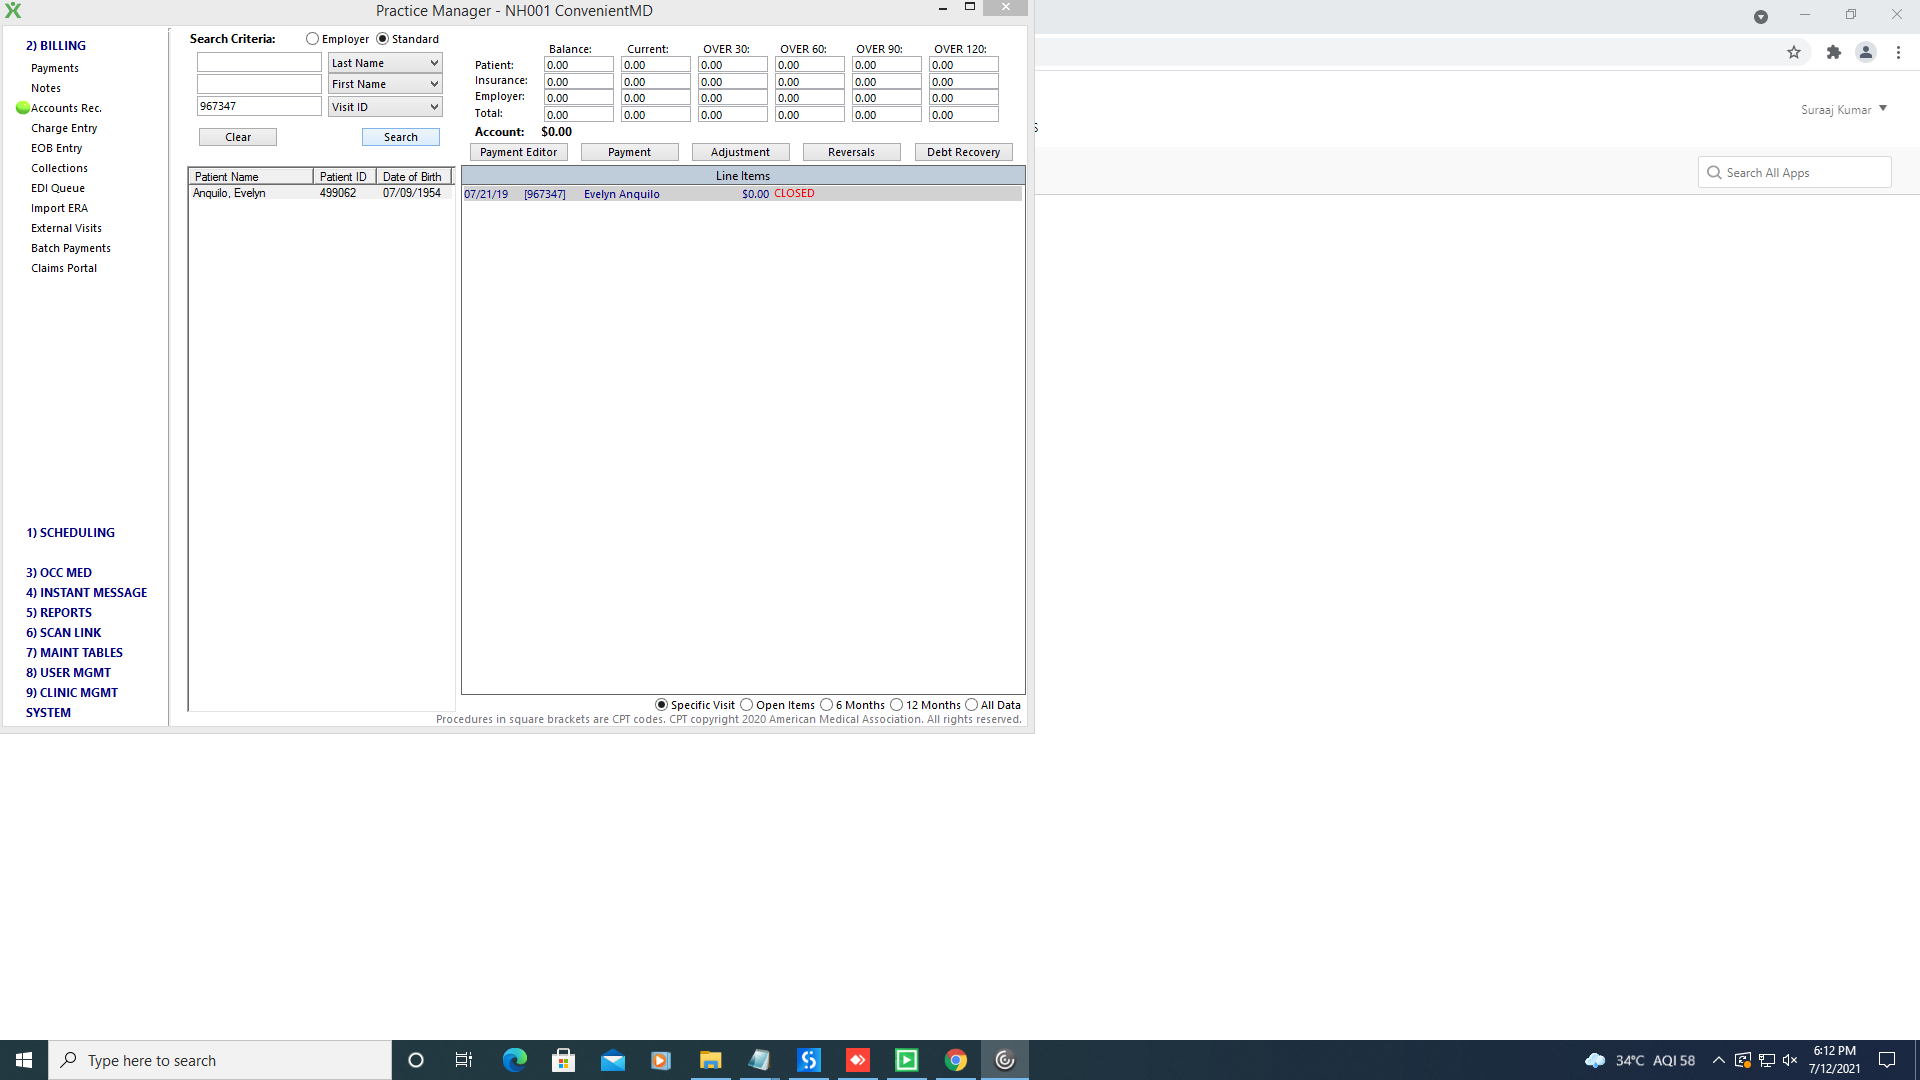 Practice Manager - NH001 ConvenientMD
2) BILLING
Payments
Notes
Accounts Rec.
Charge Entry
EOB Entry
Collections
EDI Queue
Import ERA
External Visits
Batch Payments
Claims Portal
1) SCHEDULING
3) OCC MED
4) INSTANT MESSAGE
5) REPORTS
6) SCAN LINK
7) MAINT TABLES
8) USER MGMT
9) CLINIC MGMT
SYSTEM
Search Criteria: Employer Standard
Last Name
First Name
967347 Visit ID
Clear Search
Patient Name Patient ID Date of Birth
Anquilo, Evelyn 499062 07/09/1954
Balance: Current: OVER 30: OVER 60: OVER 90: OVER 120:
Patient: 0.00 0.00 0.00 0.00 0.00 0.00
Insurance: 0.00 0.00 0.00 0.00 0.00 0.00
Employer: 0.00 0.00 0.00 0.00 0.00 0.00
Total: 0.00 0.00 0.00 0.00 0.00 0.00
Account: $0.00
Payment Editor Payment Adjustment Reversals Debt Recovery
Line Items
07/21/19 [967347] Evelyn Anquilo $0.00 CLOSED
Specific Visit Open Items 6 Months 12 Months All Data
Procedures in square brackets are CPT codes. CPT copyright 2020 American Medical Association. All rights reserved.
Suraaj Kumar
Search All Apps
Type here to search
34°C AQI 58
6:12 PM
7/12/2021